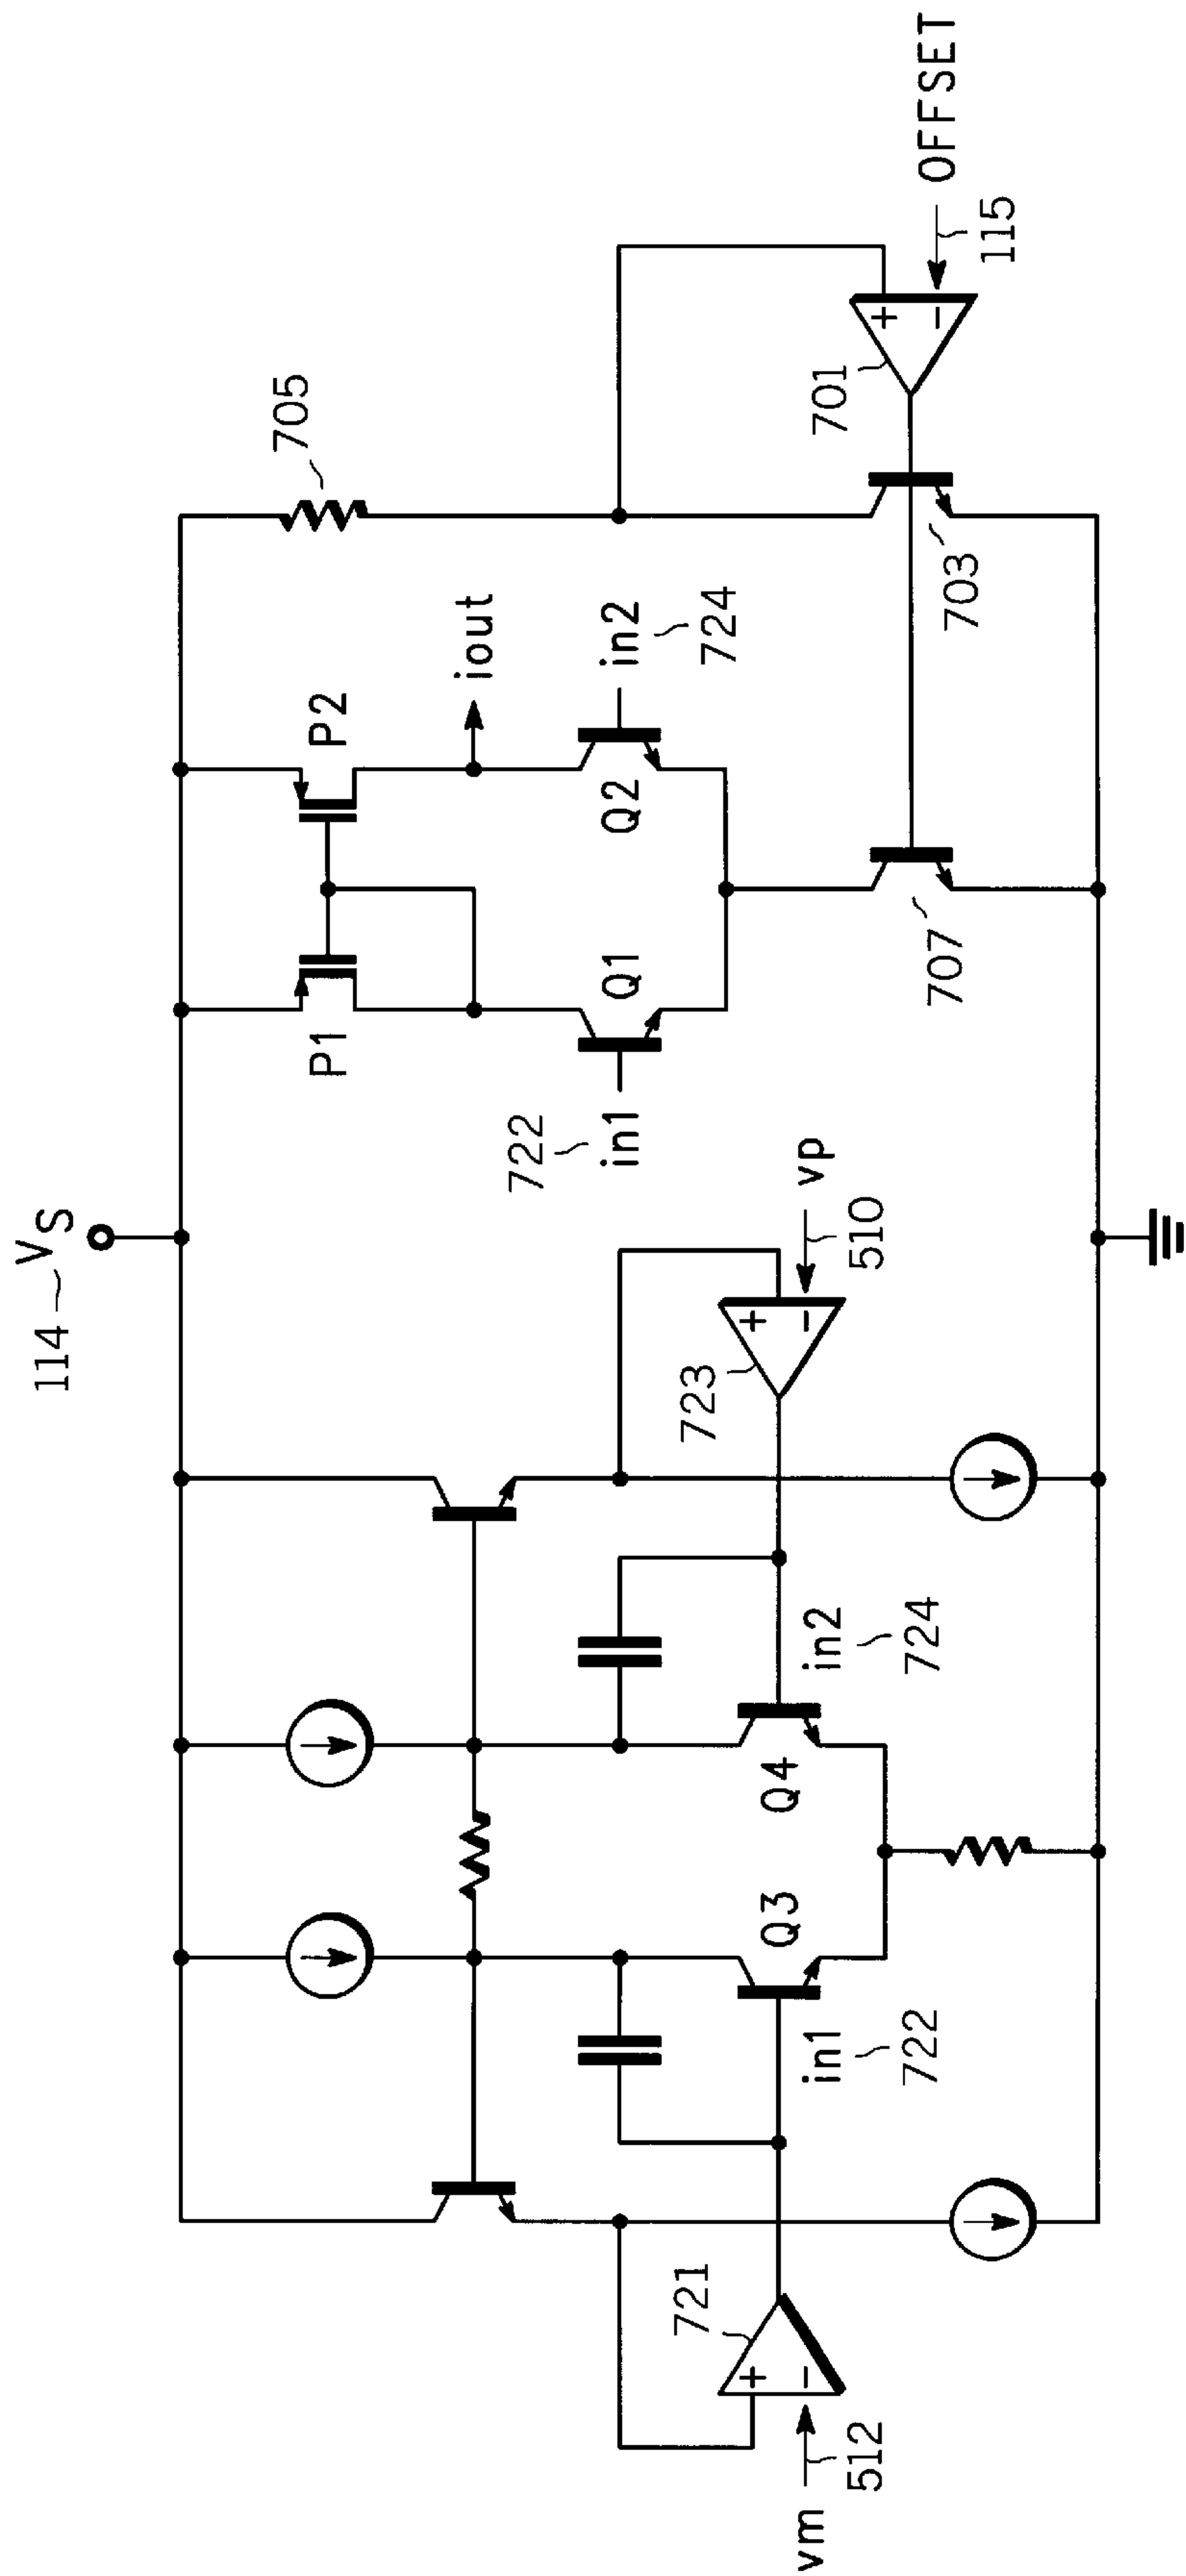 114
VS
705
P1
P2
iout
722
in1
Q1
Q2
in2
724
vp
510
723
701
+
−
OFFSET
115
707
703
+
−
Q3
Q4
in2
724
in1
722
721
+
−
vm
512